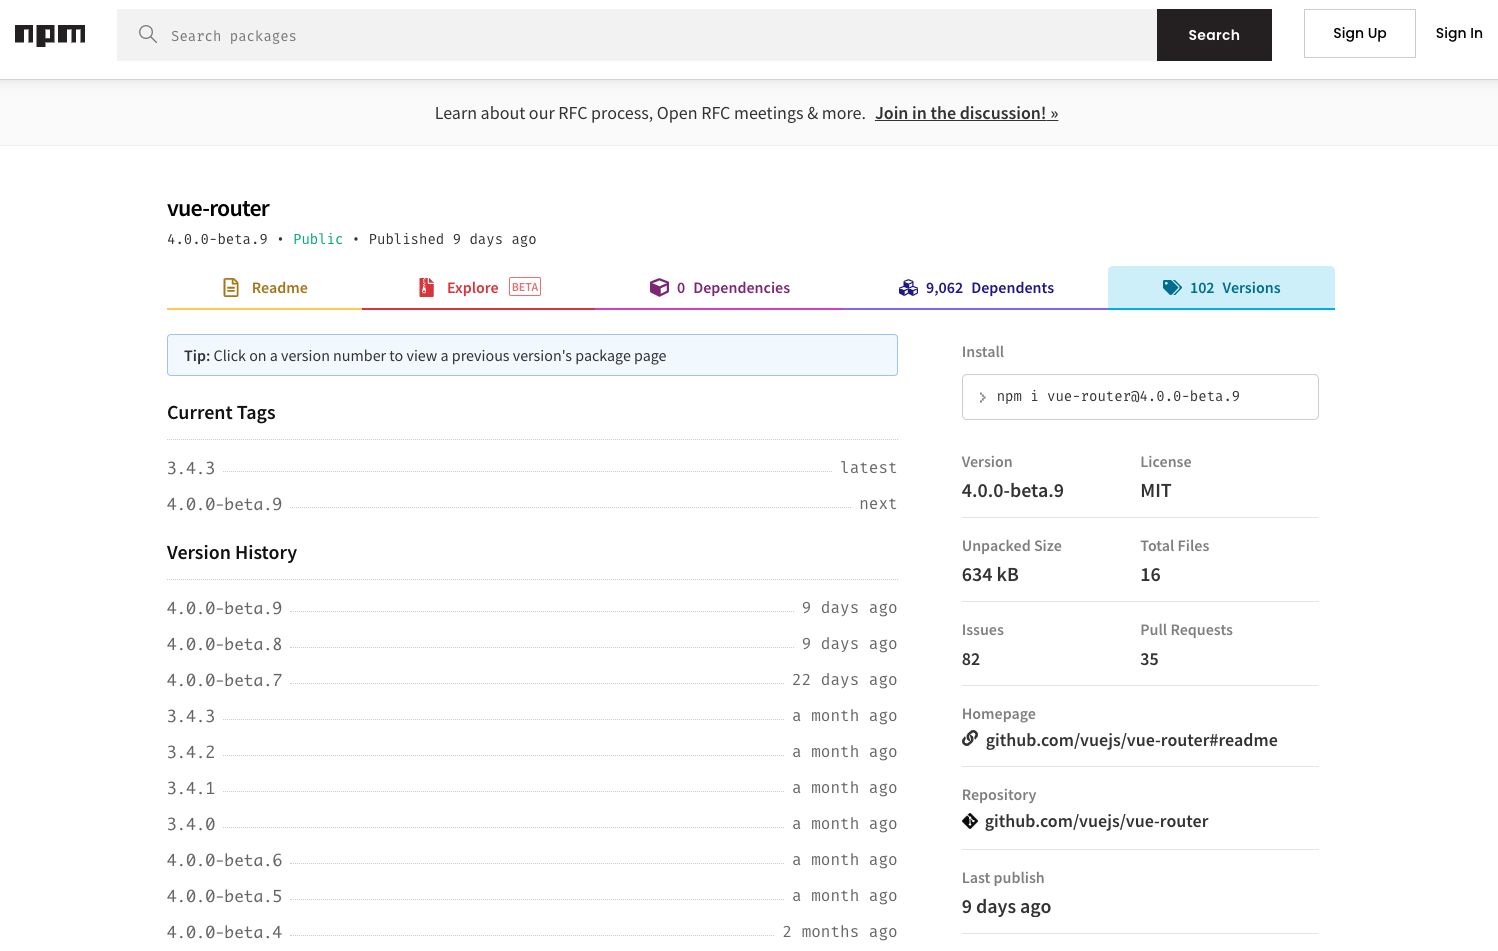 npm
Search packages
Search
Sign Up
Sign In
Learn about our RFC process, Open RFC meetings & more. Join in the discussion! »
vue-router
4.0.0-beta.9 • Public • Published 9 days ago
Readme
Explore BETA
0 Dependencies
9,062 Dependents
102 Versions
Tip: Click on a version number to view a previous version's package page
Current Tags
3.4.3 latest
4.0.0-beta.9 next
Version History
4.0.0-beta.9 9 days ago
4.0.0-beta.8 9 days ago
4.0.0-beta.7 22 days ago
3.4.3 a month ago
3.4.2 a month ago
3.4.1 a month ago
3.4.0 a month ago
4.0.0-beta.6 a month ago
4.0.0-beta.5 a month ago
4.0.0-beta.4 2 months ago
Install
npm i vue-router@4.0.0-beta.9
Version License
4.0.0-beta.9 MIT
Unpacked Size Total Files
634 kB 16
Issues Pull Requests
82 35
Homepage
github.com/vuejs/vue-router#readme
Repository
github.com/vuejs/vue-router
Last publish
9 days ago